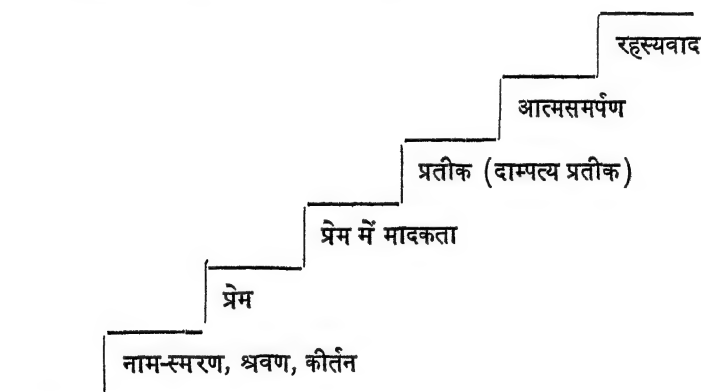 रहस्यवाद
आत्मसमर्पण
प्रतीक (दाम्पत्य प्रतीक)
प्रेम में मादकता
प्रेम
नाम-स्मरण, श्रवण, कीर्तन